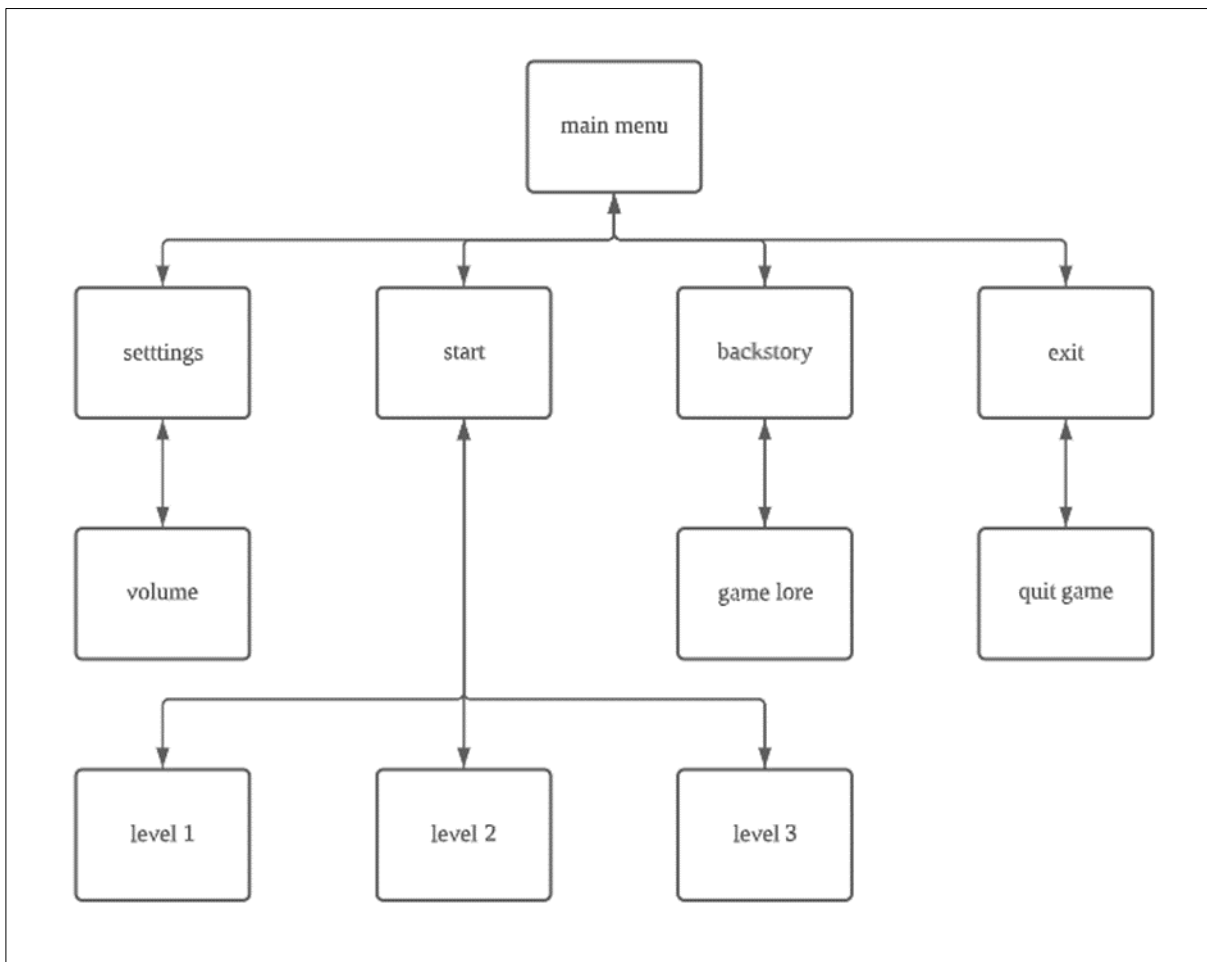 main menu
setttings
start
backstory
exit
volume
game lore
quit game
level 1
level 2
level 3